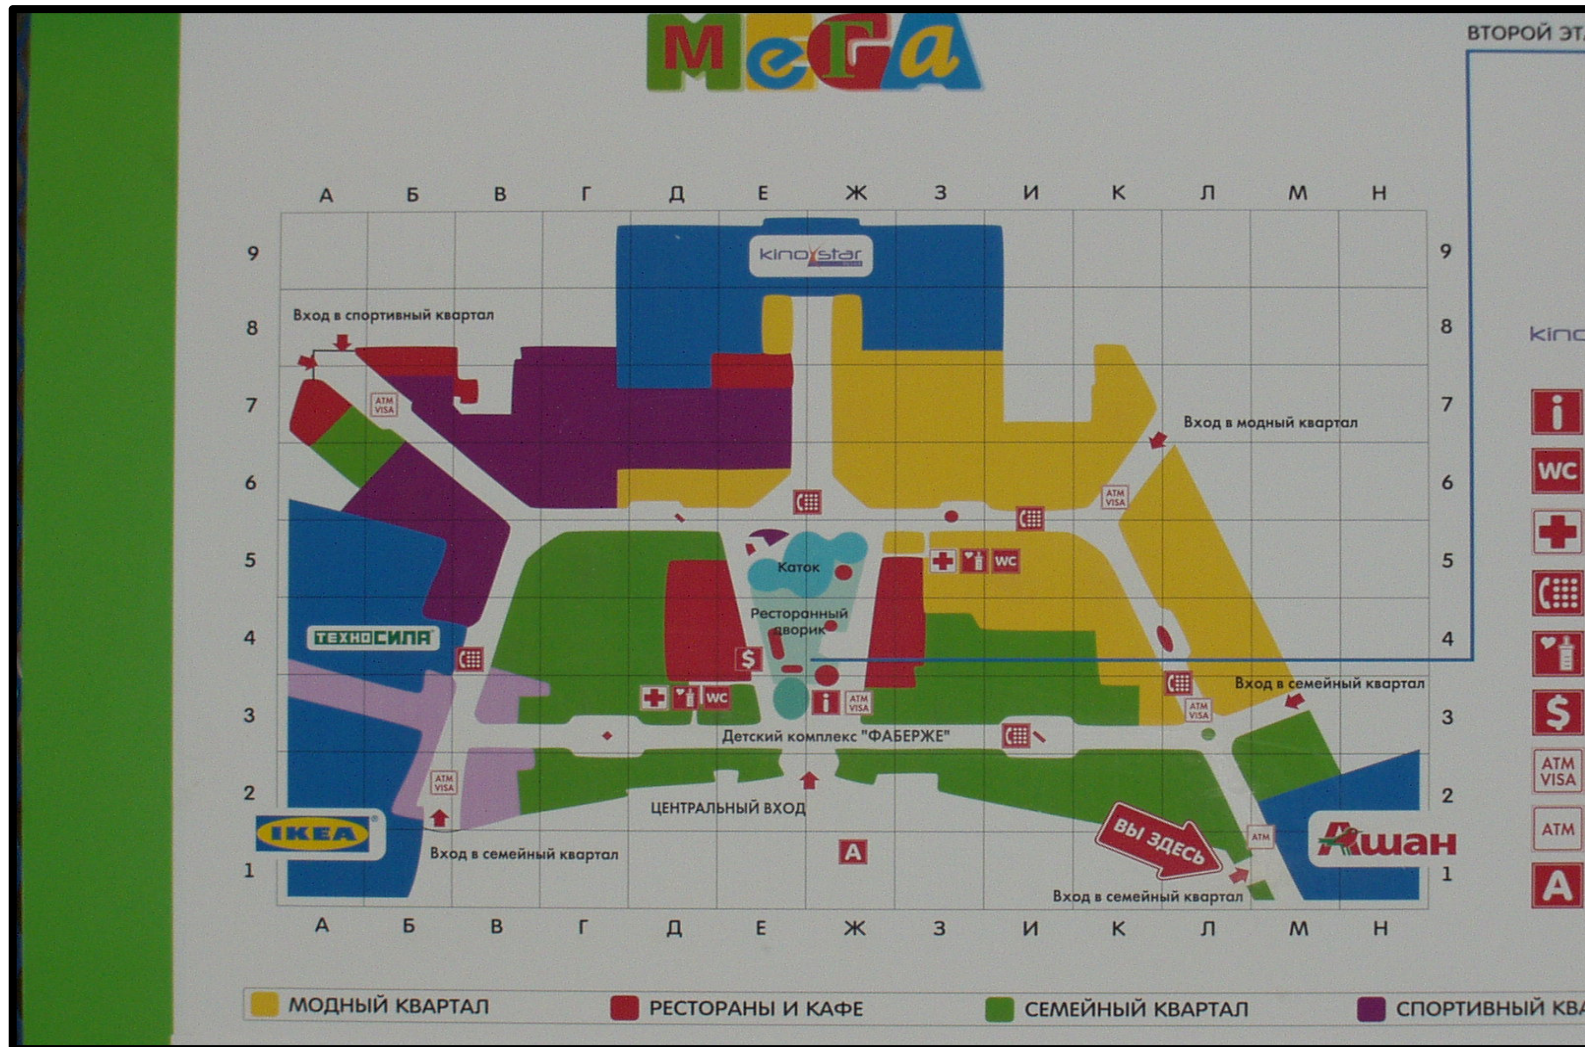 Мега
ВТОРОЙ ЭТА
А Б В Г Д Е Ж З И К Л М Н
9 kinostar 9
Вход в спортивный квартал
8 8
kino
7 ATM VISA 7
Вход в модный квартал
i
6 ATM VISA 6
WC
5 Каток WC 5
Ресторанный
дворик
4 ТЕХНОСИЛА 4
$
Вход в семейный квартал
WC i ATM VISA ATM VISA
3 3
$
Детский комплекс "ФАБЕРЖЕ"
ATM VISA
ATM VISA
2 2
ЦЕНТРАЛЬНЫЙ ВХОД
IKEA ®
ВЫ ЗДЕСЬ
ATM
Ашан
ATM
Вход в семейный квартал
A
1 1
A
Вход в семейный квартал
А Б В Г Д Е Ж З И К Л М Н
МОДНЫЙ КВАРТАЛ РЕСТОРАНЫ И КАФЕ СЕМЕЙНЫЙ КВАРТАЛ СПОРТИВНЫЙ КВА